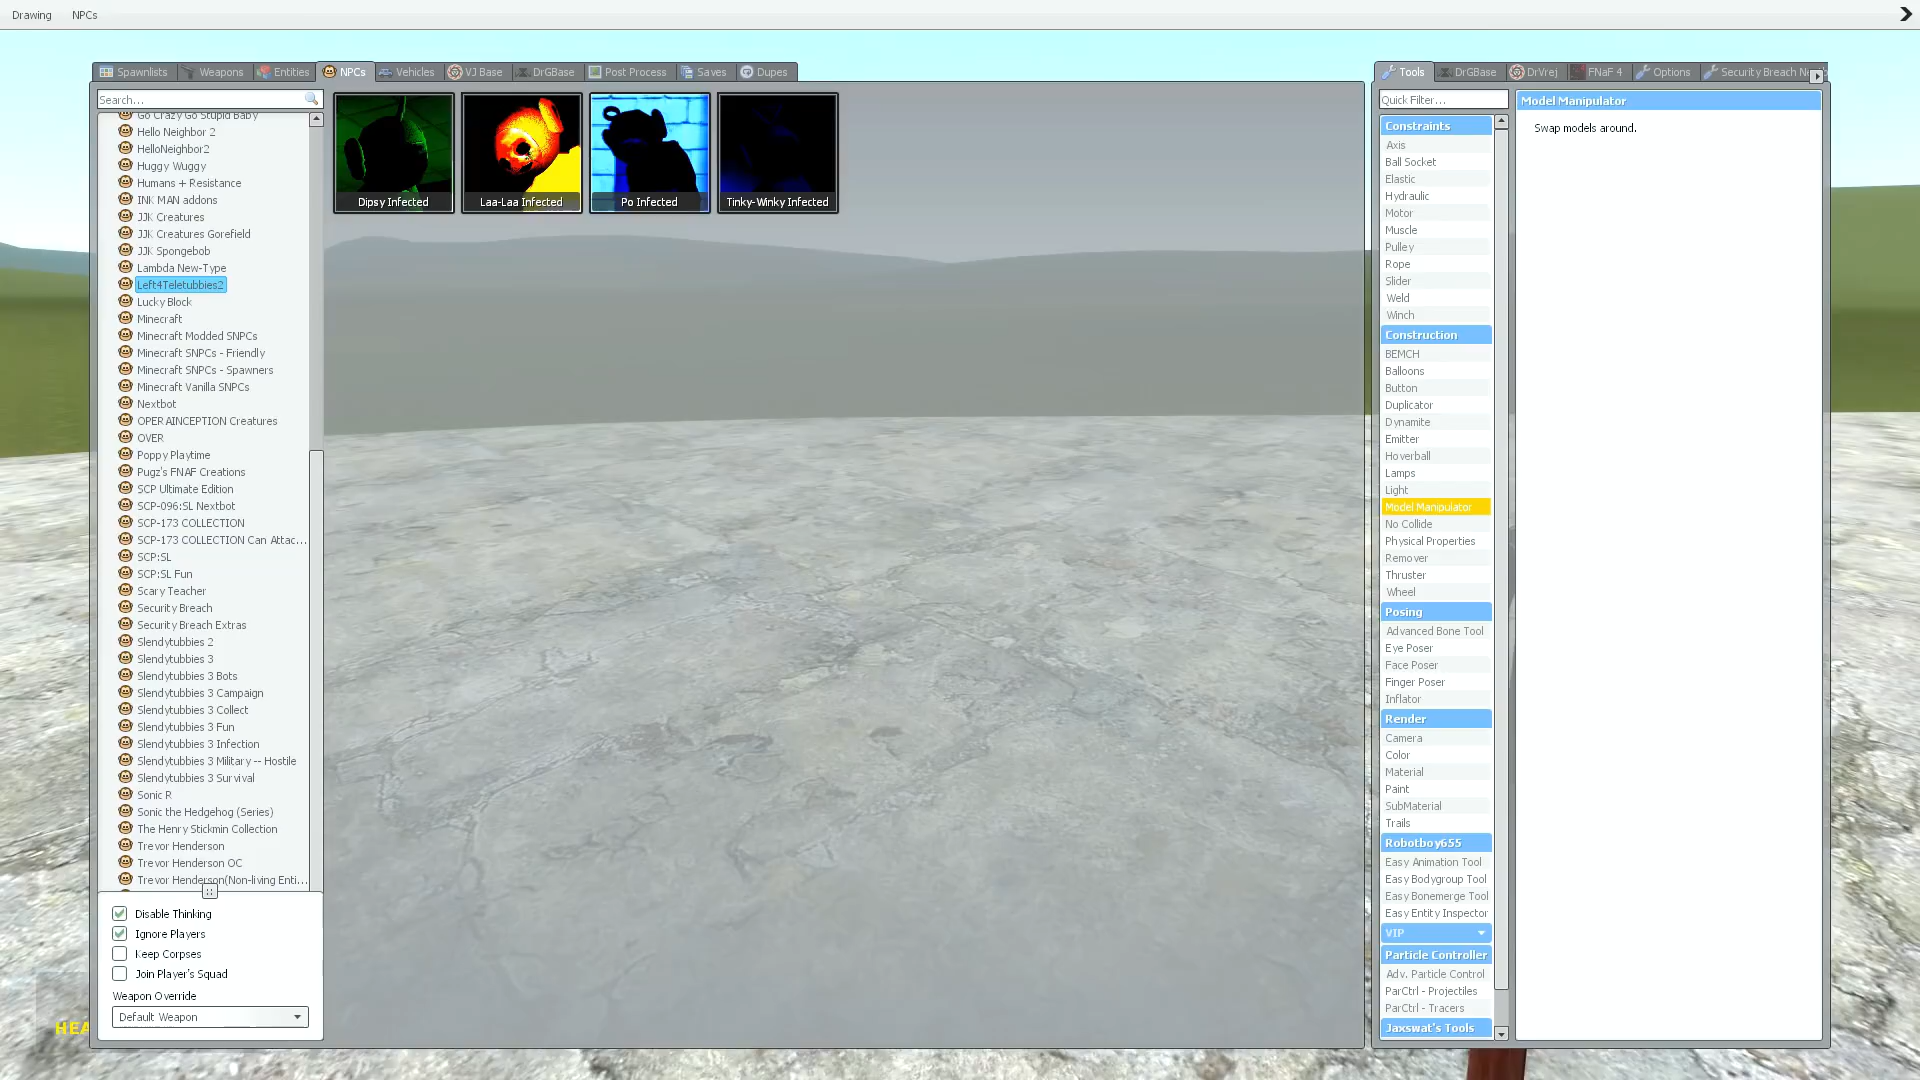 Drawing NPCs
Spawnlists Weapons Entities NPCs Vehicles VJ Base DrGBase Post Process Saves Dupes
Search...
Go Crazy Go Stupid Baby
Hello Neighbor 2
HelloNeighbor2
Huggy Wuggy
Humans + Resistance
INK MAN addons
JJK Creatures
JJK Creatures Gorefield
JJK Spongebob
Lambda New-Type
Left4Teletubbies2
Lucky Block
Minecraft
Minecraft Modded SNPCs
Minecraft SNPCs - Friendly
Minecraft SNPCs - Spawners
Minecraft Vanilla SNPCs
Nextbot
OPERAINCEPTION Creatures
OVER
Poppy Playtime
Pugz's FNAF Creations
SCP Ultimate Edition
SCP-096:SL Nextbot
SCP-173 COLLECTION
SCP-173 COLLECTION Can Attac...
SCP:SL
SCP:SL Fun
Scary Teacher
Security Breach
Security Breach Extras
Slendytubbies 2
Slendytubbies 3
Slendytubbies 3 Bots
Slendytubbies 3 Campaign
Slendytubbies 3 Collect
Slendytubbies 3 Fun
Slendytubbies 3 Infection
Slendytubbies 3 Military -- Hostile
Slendytubbies 3 Survival
Sonic R
Sonic the Hedgehog (Series)
The Henry Stickmin Collection
Trevor Henderson
Trevor Henderson OC
Trevor Henderson(Non-living Enti...
Disable Thinking
Ignore Players
Keep Corpses
Join Player's Squad
Weapon Override
Default Weapon
HEA
Dipsy Infected
Laa-Laa Infected
Po Infected
Tinky-Winky Infected
Tools DrGBase DrVrej FNaF 4 Options Security Breach
Quick Filter...
Constraints
Axis
Ball Socket
Elastic
Hydraulic
Motor
Muscle
Pulley
Rope
Slider
Weld
Winch
Construction
BEMCH
Balloons
Button
Duplicator
Dynamite
Emitter
Hoverball
Lamps
Light
Model Manipulator
No Collide
Physical Properties
Remover
Thruster
Wheel
Posing
Advanced Bone Tool
Eye Poser
Face Poser
Finger Poser
Inflator
Render
Camera
Color
Material
Paint
SubMaterial
Trails
Robotboy655
Easy Animation Tool
Easy Bodygroup Tool
Easy Bonemerge Tool
Easy Entity Inspector
VIP
Particle Controller
Adv. Particle Control
ParCtrl - Projectiles
ParCtrl - Tracers
Jaxswat's Tools
Model Manipulator
Swap models around.